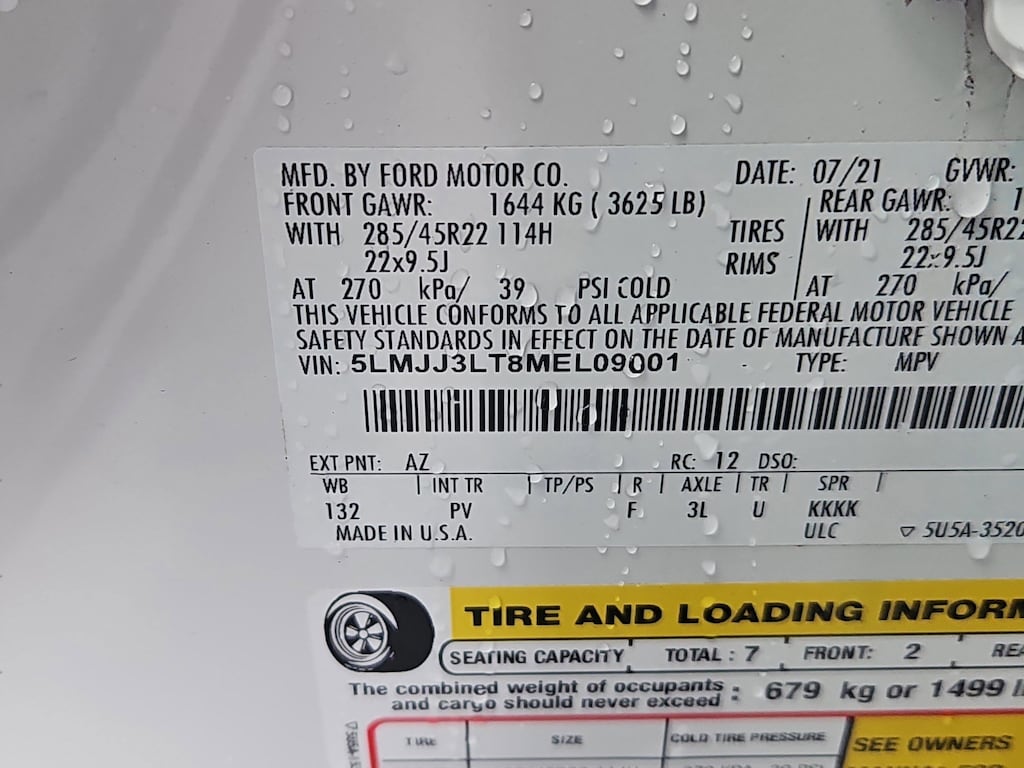 MFD. BY FORD MOTOR CO. DATE: 07/21 GVWR:
FRONT GAWR: 1644 KG ( 3625 LB) REAR GAWR: 1
WITH 285/45R22 114H TIRES WITH 285/45R22
22x9.5J RIMS 22x9.5J
AT 270 kPa/ 39 PSI COLD AT 270 kPa/
THIS VEHICLE CONFORMS TO ALL APPLICABLE FEDERAL MOTOR VEHICLE
SAFETY STANDARDS IN EFFECT ON THE DATE OF MANUFACTURE SHOWN A
VIN: 5LMJJ3LT8MEL09001 TYPE: MPV
EXT PNT: AZ RC: 12 DSO:
WB | INT TR | TP/PS | R | AXLE | TR | SPR |
132 PV F 3L U KKKK
MADE IN U.S.A. ULC ▽ 5U5A-3520
TIRE AND LOADING INFORM
SEATING CAPACITY TOTAL : 7 FRONT: 2 REA
The combined weight of occupants
and cargo should never exceed : 679 kg or 1499 l
TIRE SIZE COLD TIRE PRESSURE SEE OWNERS